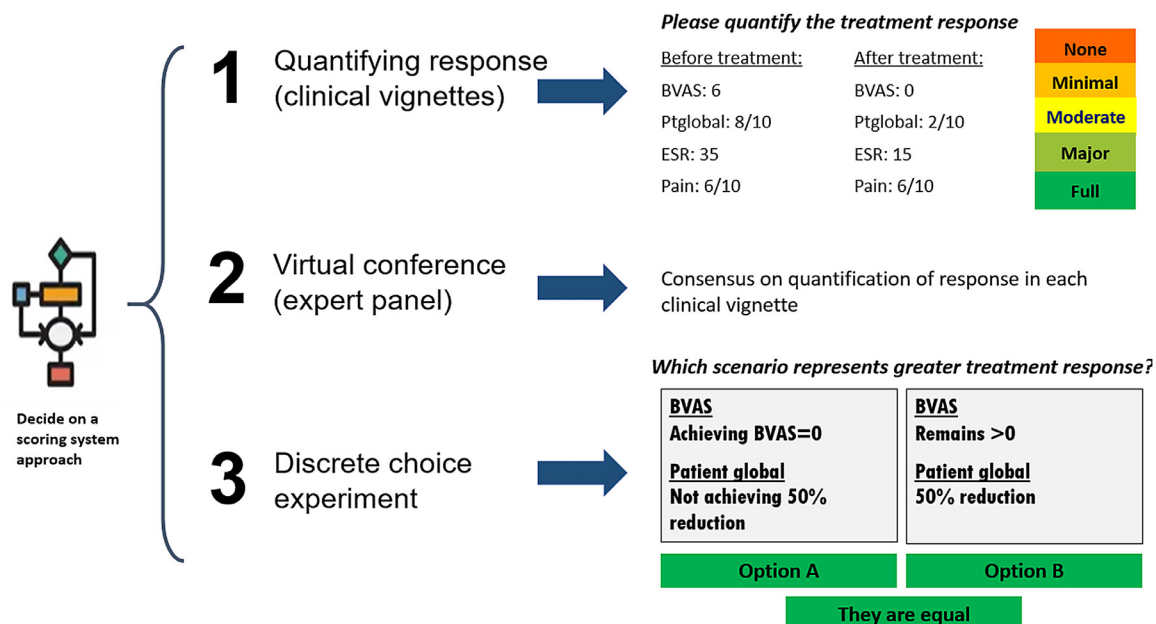 Decide on a
scoring system
approach
1
Quantifying response
(clinical vignettes)
Please quantify the treatment response
Before treatment:
BVAS: 6
Ptglobal: 8/10
ESR: 35
Pain: 6/10
After treatment:
BVAS: 0
Ptglobal: 2/10
ESR: 15
Pain: 6/10
None
Minimal
Moderate
Major
Full
2
Virtual conference
(expert panel)
Consensus on quantification of response in each
clinical vignette
3
Discrete choice
experiment
Which scenario represents greater treatment response?
BVAS
Achieving BVAS=0
Patient global
Not achieving 50%
reduction
Option A
BVAS
Remains >0
Patient global
50% reduction
Option B
They are equal